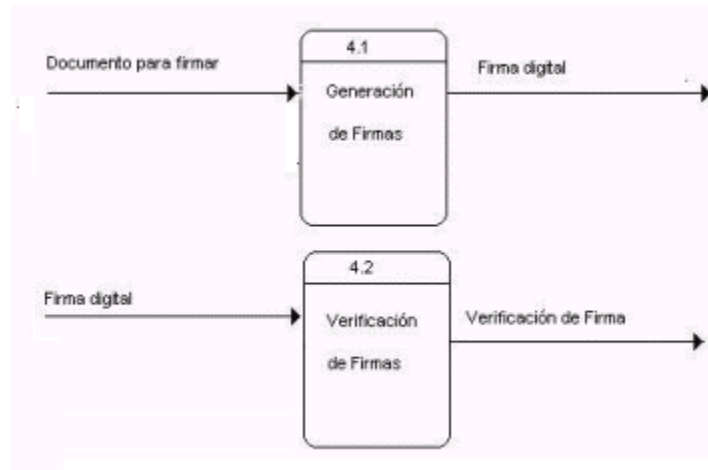 4.1
Documento para firmar
Firma digital
Generación
de Firmas
4.2
Firma digtal
Verificación
Verificación de Firma
de Firmas